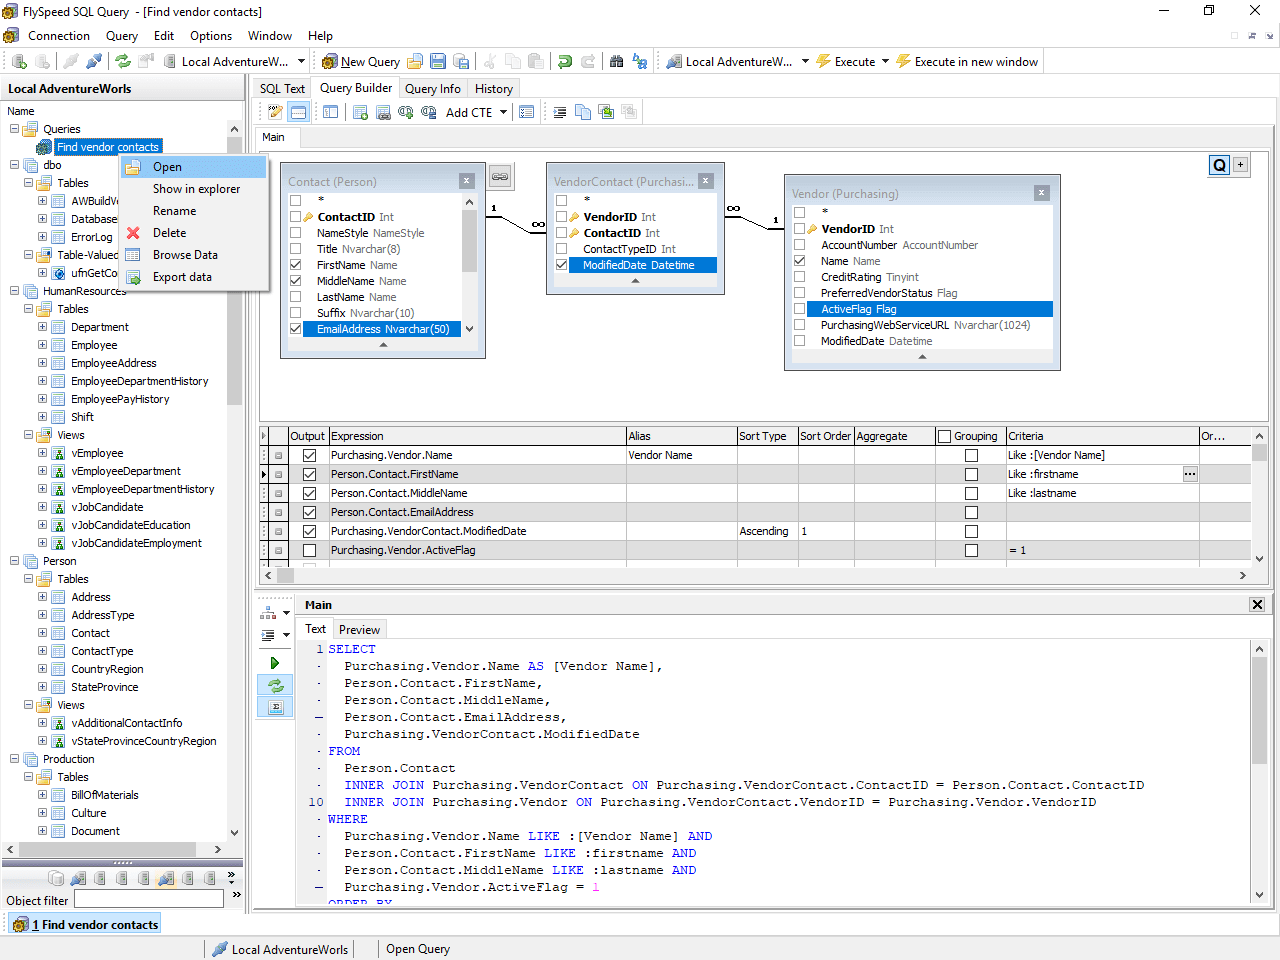 FlySpeed SQL Query - [Find vendor contacts]
Connection Query Edit Options Window Help
Local AdventureW... New Query Local AdventureW... Execute Execute in new window
Local AdventureWorls
Name
Queries
Find vendor contacts
dbo
Tables
AWBuildVe
Database
ErrorLog
Table-Valued
ufnGetCo
HumanResources
Tables
Department
Employee
EmployeeAddress
EmployeeDepartmentHistory
EmployeePayHistory
Shift
Views
vEmployee
vEmployeeDepartment
vEmployeeDepartmentHistory
vJobCandidate
vJobCandidateEducation
vJobCandidateEmployment
Person
Tables
Address
AddressType
Contact
ContactType
CountryRegion
StateProvince
Views
vAdditionalContactInfo
vStateProvinceCountryRegion
Production
Tables
BillOfMaterials
Culture
Document
Object filter
Open
Show in explorer
Rename
Delete
Browse Data
Export data
SQL Text Query Builder Query Info History
Add CTE
Main
Q +
Contact (Person)
*
ContactID Int
NameStyle NameStyle
Title Nvarchar(8)
FirstName Name
MiddleName Name
LastName Name
Suffix Nvarchar(10)
EmailAddress Nvarchar(50)
1 ∞
VendorContact (Purchasi...
*
VendorID Int
ContactID Int
ContactTypeID Int
ModifiedDate Datetime
∞ 1
Vendor (Purchasing)
*
VendorID Int
AccountNumber AccountNumber
Name Name
CreditRating Tinyint
PreferredVendorStatus Flag
ActiveFlag Flag
PurchasingWebServiceURL Nvarchar(1024)
ModifiedDate Datetime
Output Expression Alias Sort Type Sort Order Aggregate Grouping Criteria Or...
Purchasing.Vendor.Name Vendor Name Like :[Vendor Name]
Person.Contact.FirstName Like :firstname
Person.Contact.MiddleName Like :lastname
Person.Contact.EmailAddress
Purchasing.VendorContact.ModifiedDate Ascending 1
Purchasing.Vendor.ActiveFlag = 1
Main
Text Preview
1 SELECT
Purchasing.Vendor.Name AS [Vendor Name],
Person.Contact.FirstName,
Person.Contact.MiddleName,
Person.Contact.EmailAddress,
Purchasing.VendorContact.ModifiedDate
FROM
Person.Contact
INNER JOIN Purchasing.VendorContact ON Purchasing.VendorContact.ContactID = Person.Contact.ContactID
10 INNER JOIN Purchasing.Vendor ON Purchasing.VendorContact.VendorID = Purchasing.Vendor.VendorID
WHERE
Purchasing.Vendor.Name LIKE :[Vendor Name] AND
Person.Contact.FirstName LIKE :firstname AND
Person.Contact.MiddleName LIKE :lastname AND
Purchasing.Vendor.ActiveFlag = 1
ORDER BY
1 Find vendor contacts
Local AdventureWorls Open Query